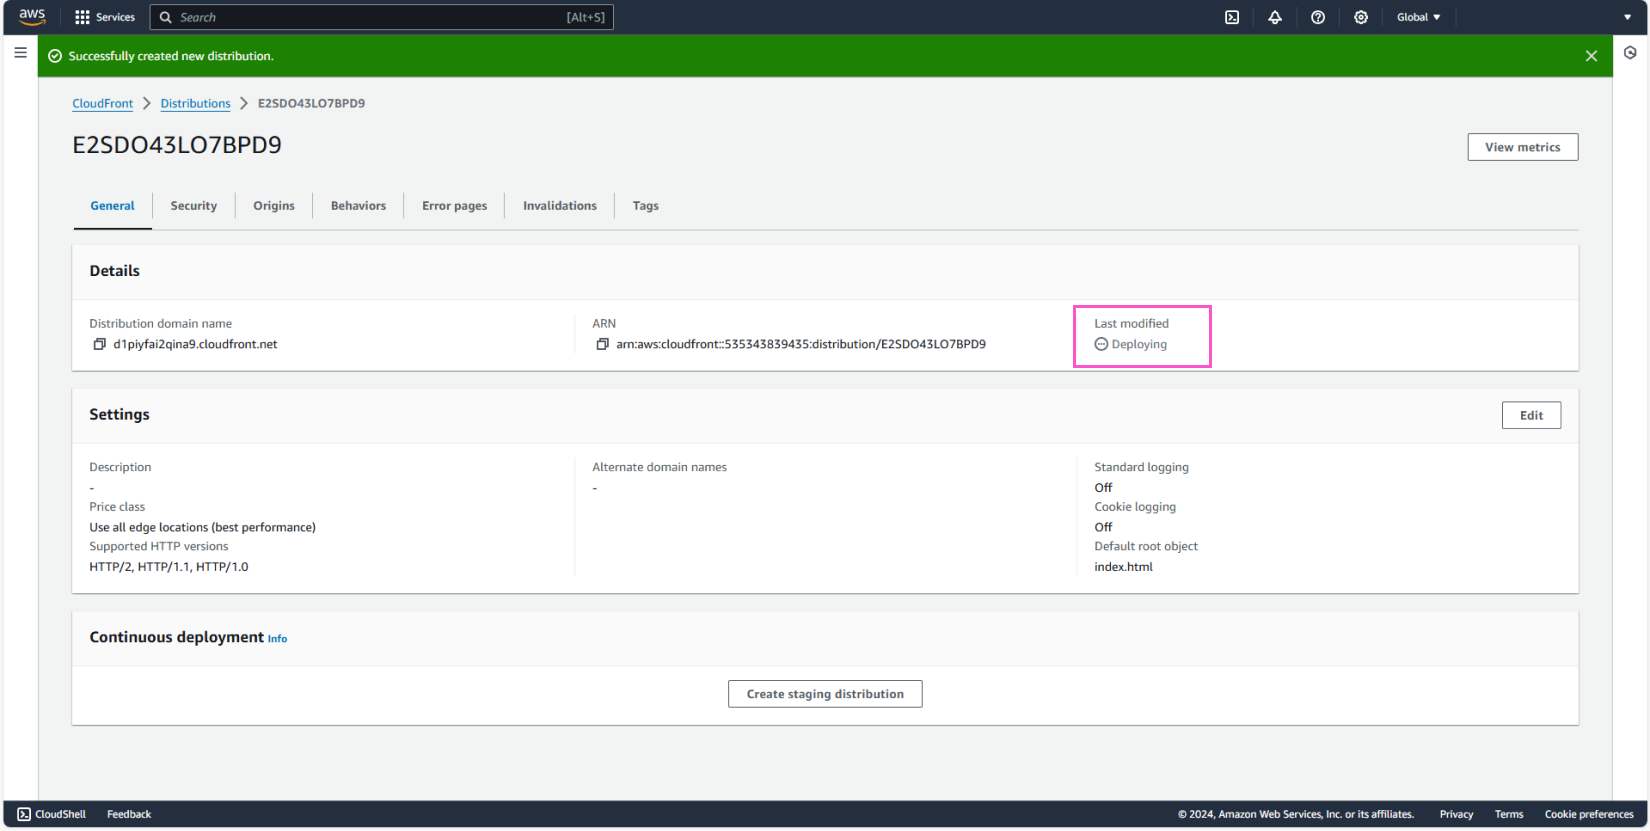 aws
Services
Search
[Alt+S]
Global
Successfully created new distribution.
CloudFront
Distributions
E2SDO43LO7BPD9
E2SDO43LO7BPD9
View metrics
General
Security
Origins
Behaviors
Error pages
Invalidations
Tags
Details
Distribution domain name
d1piyfai2qina9.cloudfront.net
ARN
arn:aws:cloudfront::535343839435:distribution/E2SDO43LO7BPD9
Last modified
Deploying
Settings
Edit
Description
-
Price class
Use all edge locations (best performance)
Supported HTTP versions
HTTP/2, HTTP/1.1, HTTP/1.0
Alternate domain names
-
Standard logging
Off
Cookie logging
Off
Default root object
index.html
Continuous deployment Info
Create staging distribution
CloudShell
Feedback
© 2024, Amazon Web Services, Inc. or its affiliates.
Privacy
Terms
Cookie preferences